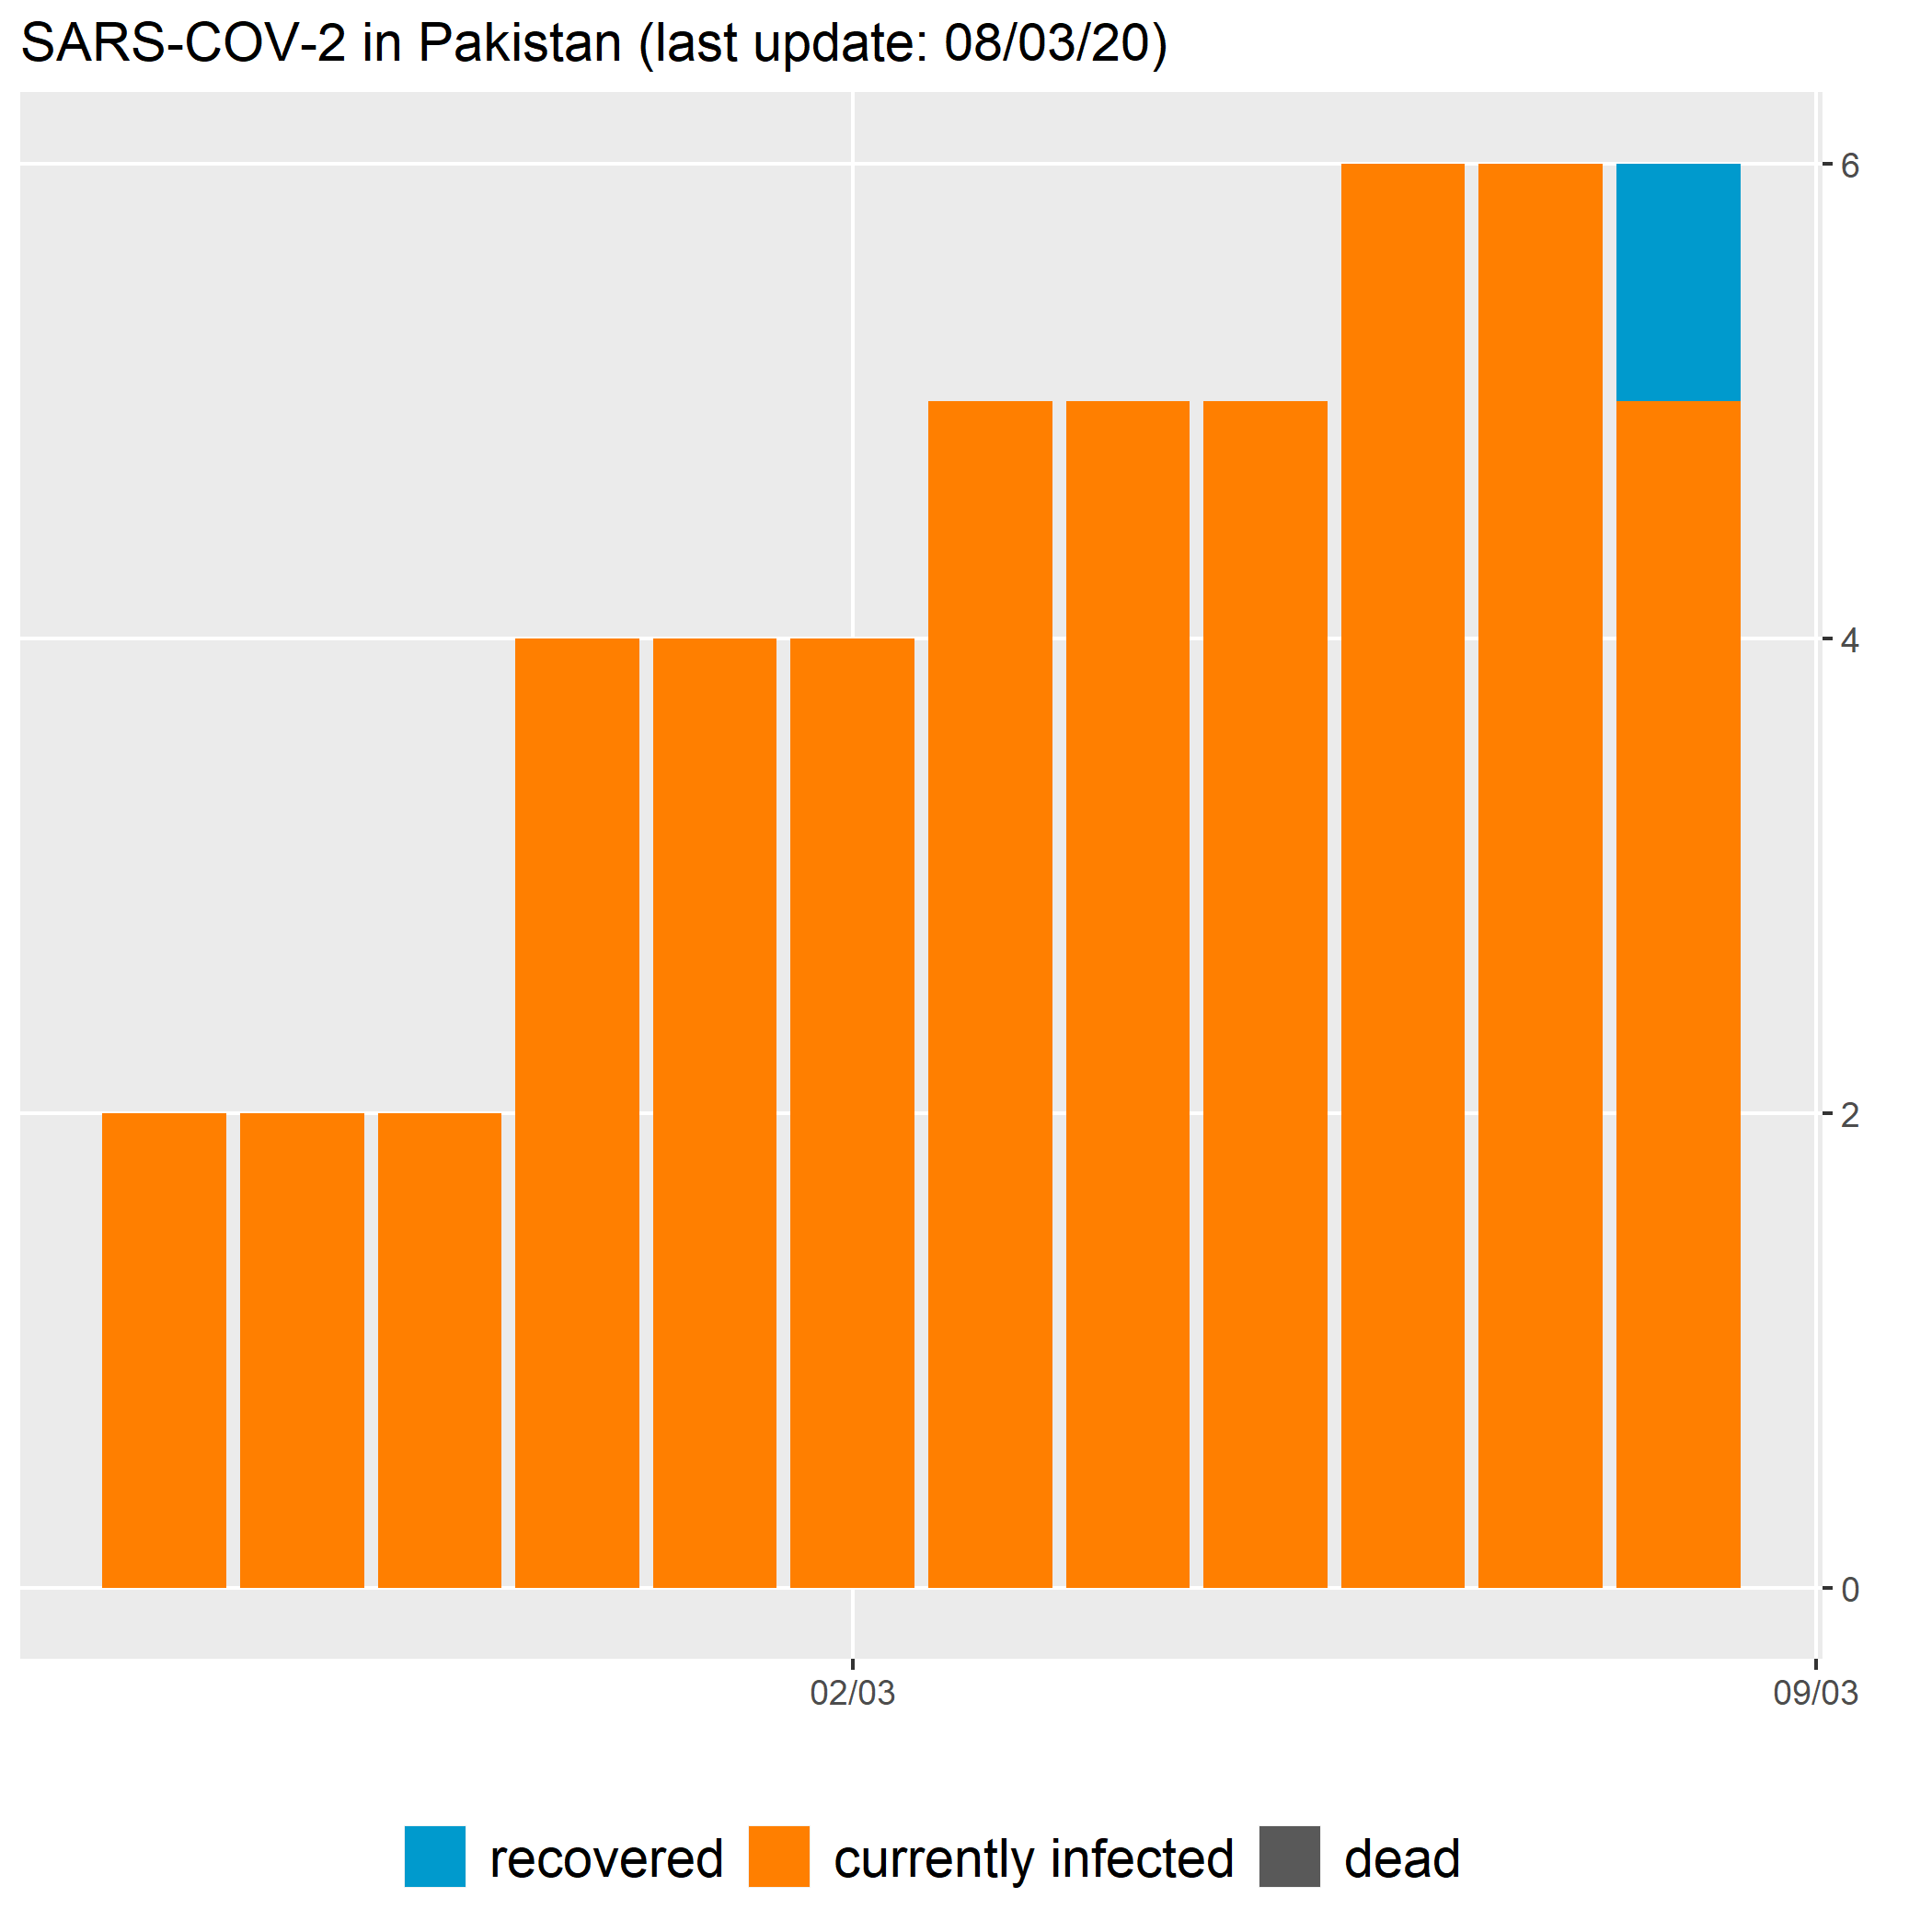 SARS-COV-2 in Pakistan (last update: 08/03/20)
6
4
2
0
02/03 09/03
recovered currently infected dead